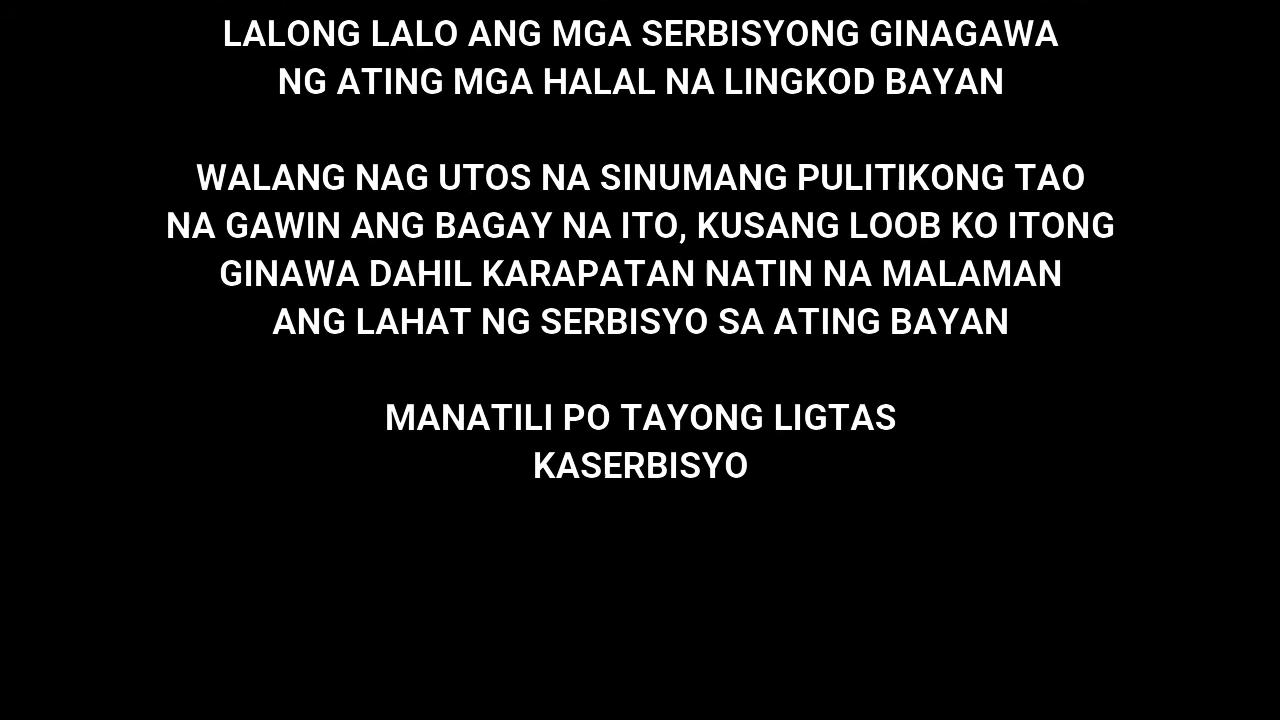 LALONG LALO ANG MGA SERBISYONG GINAGAWA
NG ATING MGA HALAL NA LINGKOD BAYAN
WALANG NAG UTOS NA SINUMANG PULITIKONG TAO
NA GAWIN ANG BAGAY NA ITO, KUSANG LOOB KO ITONG
GINAWA DAHIL KARAPATAN NATIN NA MALAMAN
ANG LAHAT NG SERBISYO SA ATING BAYAN
MANATILI PO TAYONG LIGTAS
KASERBISYO